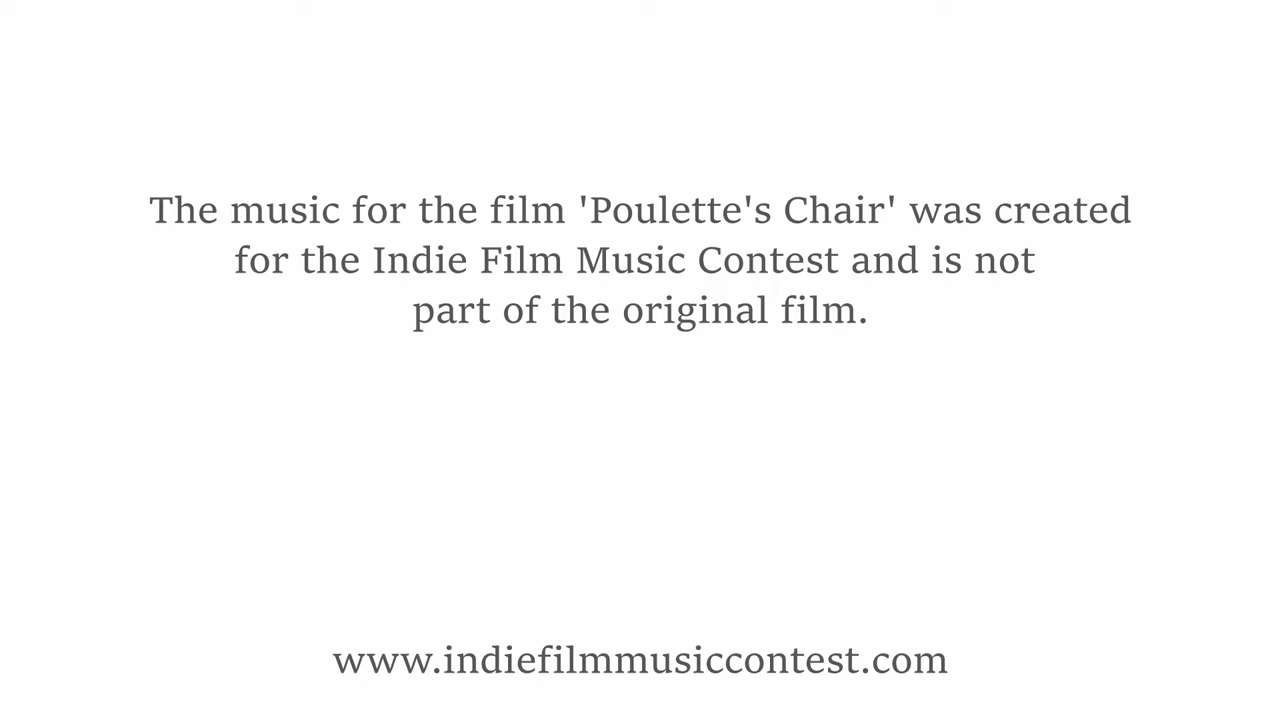 The music for the film 'Poulette's Chair' was created
for the Indie Film Music Contest and is not
part of the original film.
www.indiefilmmusiccontest.com